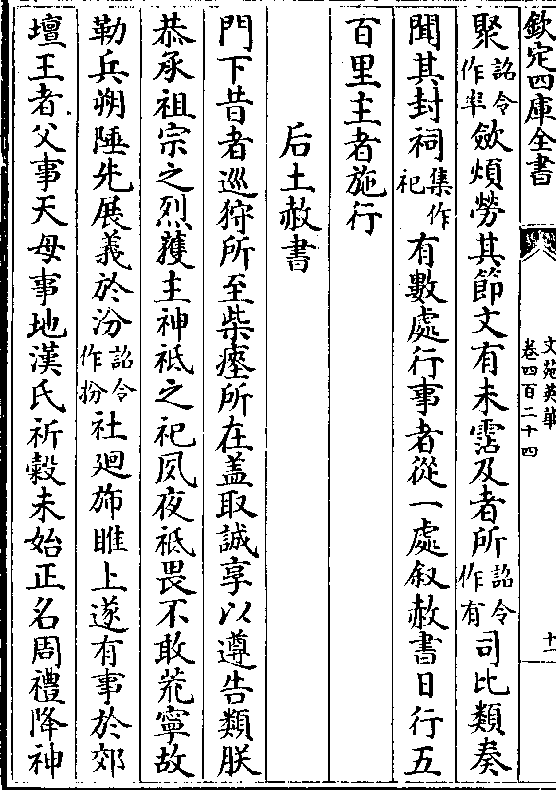 欽定四庫全書
文苑英華
卷四百二十四
十一
聚詔令作率斂煩勞其節文有未霑及者所詔令作有司比類奏
聞其封祠集作祀有數處行事者從一處叙赦書日行五
百里主者施行
后土赦書
門下昔者巡狩所至柴瘞所在盖取誠享以遵告類朕
恭承祖宗之烈䕶主神祗之祀夙夜祗畏不敢荒寧故
勒兵朔陲先展義於汾詔令作扮社廻斾睢上遂有事於郊
壇王者父事天母事地漢氏祈穀未始正名周禮降神